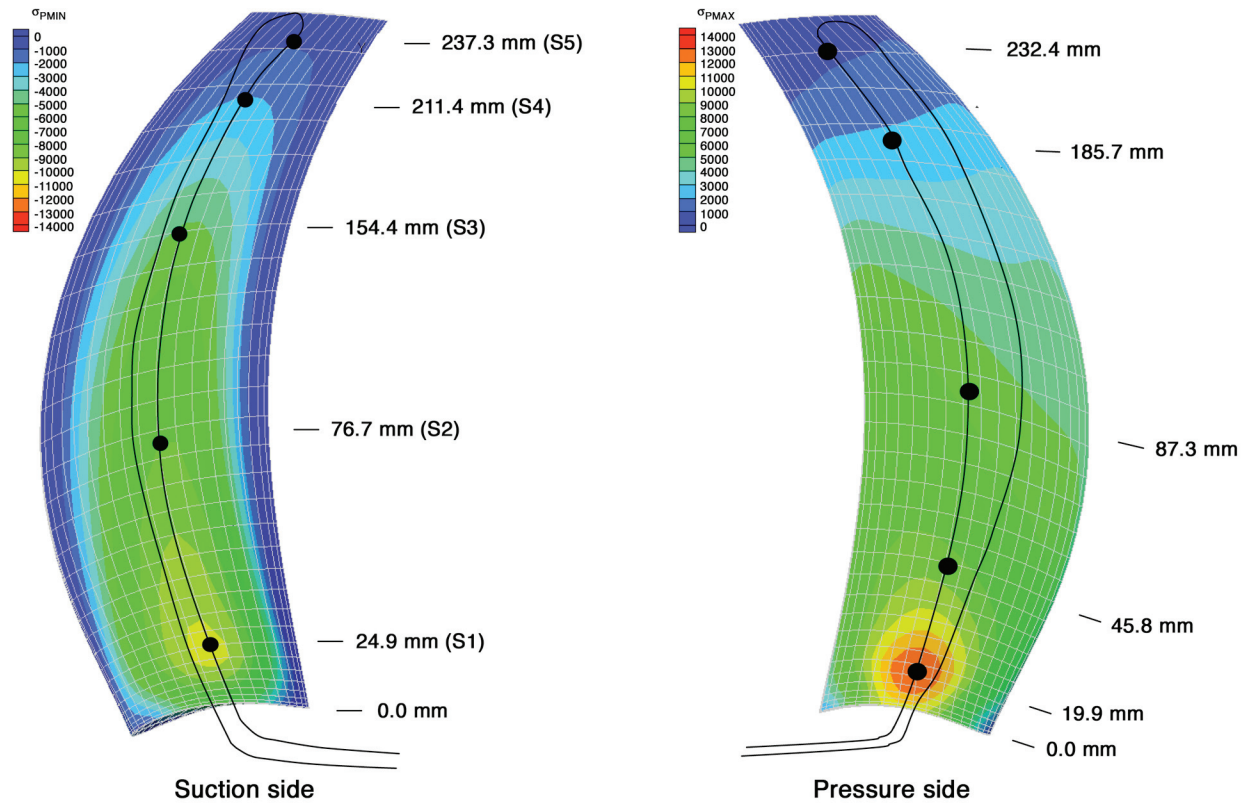 σPMIN
0
-1000
-2000
-3000
-4000
-5000
-6000
-7000
-8000
-9000
-10000
-11000
-12000
-13000
-14000
237.3 mm (S5)
211.4 mm (S4)
154.4 mm (S3)
76.7 mm (S2)
24.9 mm (S1)
0.0 mm
Suction side
σPMAX
14000
13000
12000
11000
10000
9000
8000
7000
6000
5000
4000
3000
2000
1000
0
232.4 mm
185.7 mm
87.3 mm
45.8 mm
19.9 mm
0.0 mm
Pressure side